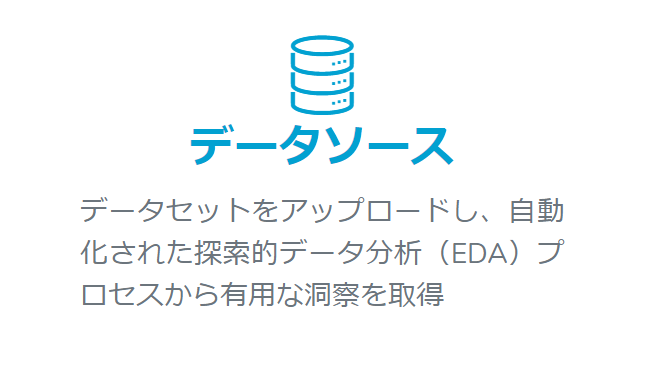 データソース
データセットをアップロードし、自動
化された探索的データ分析（EDA）プ
ロセスから有用な洞察を取得